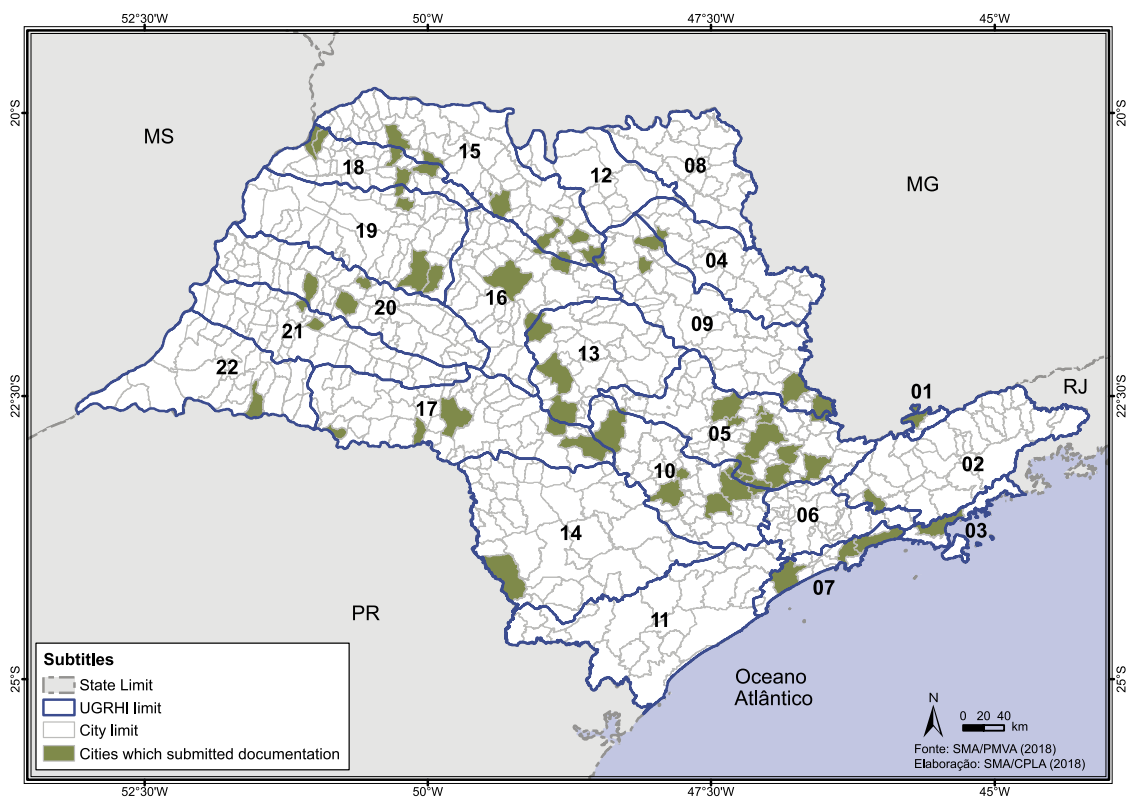 52°30'W 50°W 47°30'W 45°W
20°S 20°S
MS
15
18
12
08
MG
19
04
16
20
09
21
13
22
22°30'S 22°30'S
17
01
RJ
05
02
10
06
03
14
07
PR
11
Oceano
Atlântico
25°S 25°S
Subtitles
State Limit
UGRHI limit
City limit
Cities which submitted documentation
N
0 20 40
km
Fonte: SMA/PMVA (2018)
Elaboração: SMA/CPLA (2018)
52°30'W 50°W 47°30'W 45°W